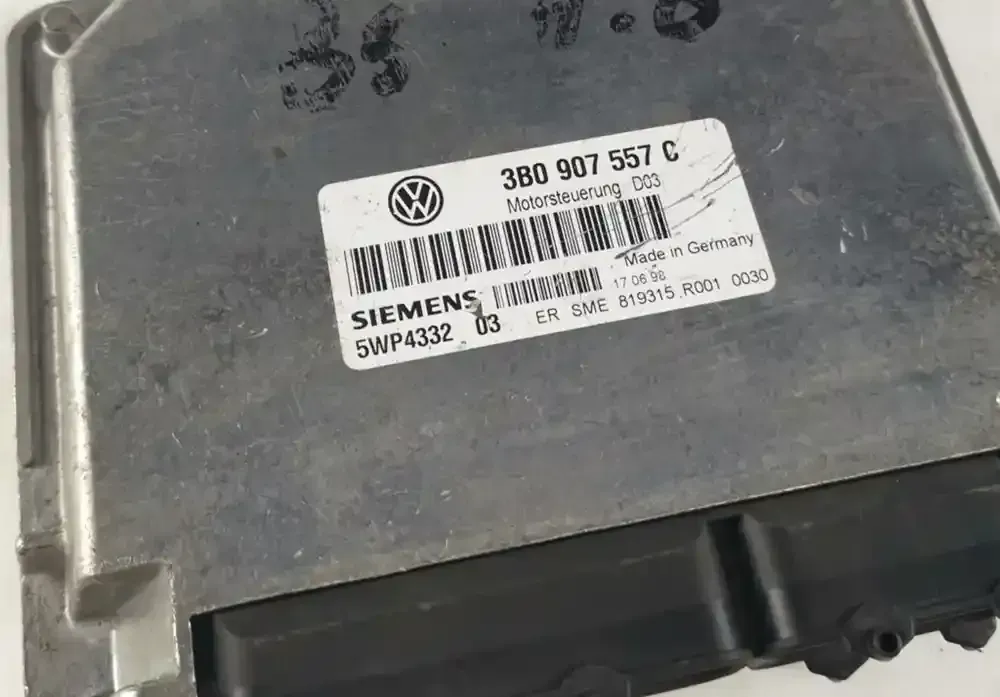 3B0 907 557 C
Motorsteuerung D03
Made in Germany
SIEMENS
17 06 98
5WP4332 03
ER SME 819315 R001 0030